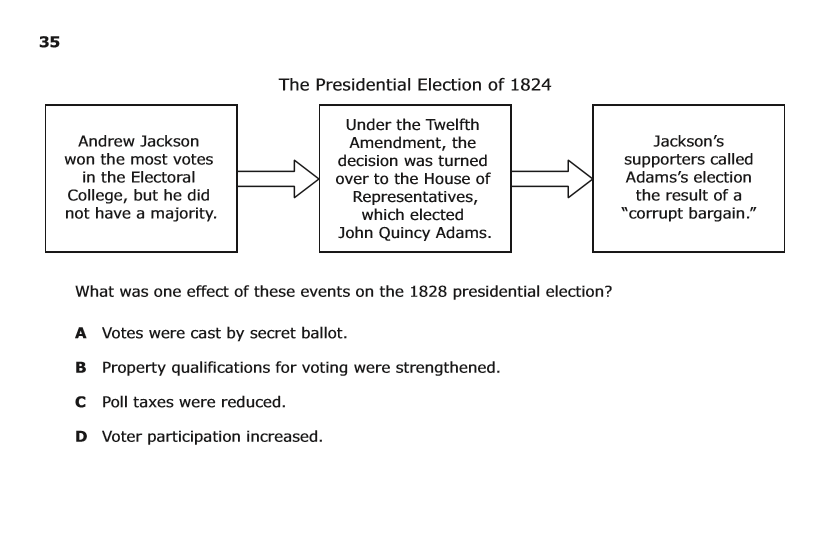 35
The Presidential Election of 1824
Andrew Jackson
won the most votes
in the Electoral
College, but he did
not have a majority.
Under the Twelfth
Amendment, the
decision was turned
over to the House of
Representatives,
which elected
John Quincy Adams.
Jackson’s
supporters called
Adams’s election
the result of a
“corrupt bargain.”
What was one effect of these events on the 1828 presidential election?
A Votes were cast by secret ballot.
B Property qualifications for voting were strengthened.
C Poll taxes were reduced.
D Voter participation increased.